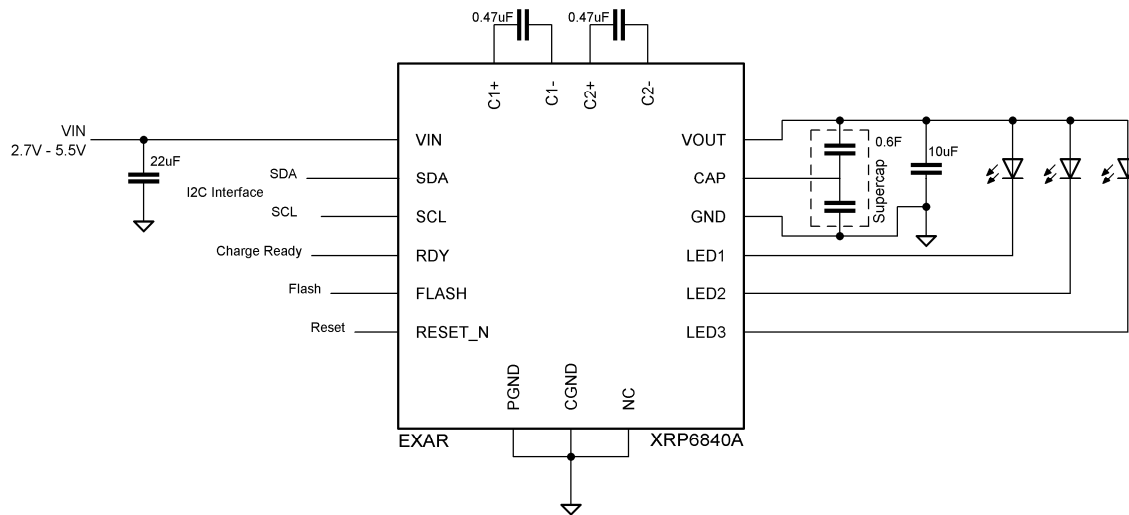 0.47uF
0.47uF
C1+
C1-
C2+
C2-
VIN
2.7V - 5.5V
22uF
SDA
I2C Interface
SCL
Charge Ready
Flash
Reset
VIN
SDA
SCL
RDY
FLASH
RESET_N
VOUT
CAP
GND
LED1
LED2
LED3
0.6F
Supercap
10uF
PGND
CGND
NC
EXAR
XRP6840A